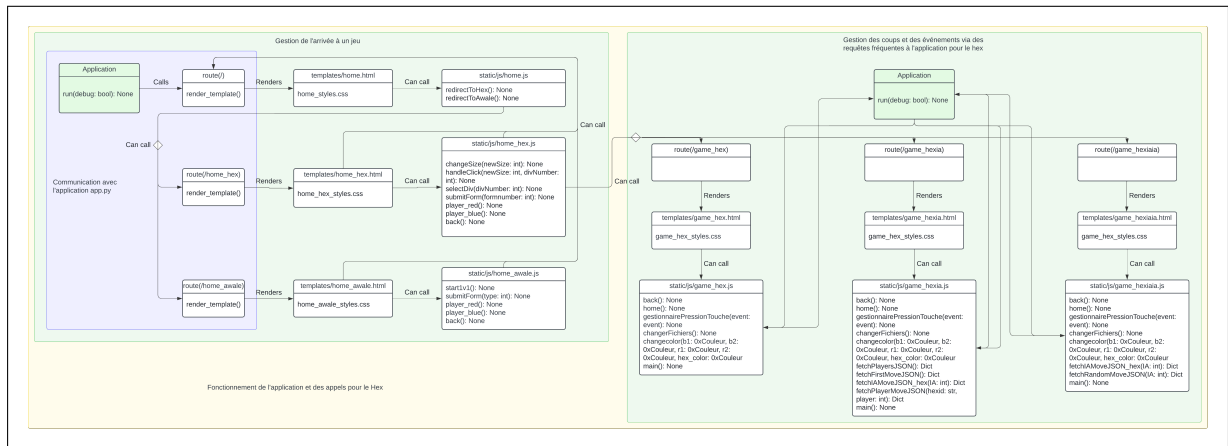 Gestion de l'arrivée à un jeu
Application
run(debug: bool): None
Calls
route(/)
render_template()
Renders
templates/home.html
home_styles.css
Can call
static/js/home.js
redirectToHex(): None
redirectToAwale(): None
Can call
Can call
Communication avec
l'application app.py
route(/home_hex)
render_template()
Renders
templates/home_hex.html
home_hex_styles.css
Can call
static/js/home_hex.js
changeSize(newSize: int): None
handleClick(newSize: int, divNumber:
int): None
selectDiv(divNumber: int): None
submitForm(formnumber: int): None
player_red(): None
player_blue(): None
back(): None
Can call
route(/home_awale)
render_template()
Renders
templates/home_awale.html
home_awale_styles.css
Can call
static/js/home_awale.js
start1v1(): None
submitForm(type: int): None
player_red(): None
player_blue(): None
back(): None
Fonctionnement de l'application et des appels pour le Hex
Gestion des coups et des événements via des
requêtes fréquentes à l'application pour le hex
Application
run(debug: bool): None
route(/game_hex)
Renders
templates/game_hex.html
game_hex_styles.css
Can call
static/js/game_hex.js
back(): None
home(): None
gestionnairePressionTouche(event:
event): None
changerFichiers(): None
changecolor(b1: 0xCouleur, b2:
0xCouleur, r1: 0xCouleur, r2:
0xCouleur, hex_color: 0xCouleur
main(): None
route(/game_hexia)
Renders
templates/game_hexia.html
game_hex_styles.css
Can call
static/js/game_hexia.js
back(): None
home(): None
gestionnairePressionTouche(event:
event): None
changerFichiers(): None
changecolor(b1: 0xCouleur, b2:
0xCouleur, r1: 0xCouleur, r2:
0xCouleur, hex_color: 0xCouleur
fetchPlayersJSON(): Dict
fetchFirstMoveJSON(): Dict
fetchIAMoveJSON_hex(IA: int): Dict
fetchPlayerMoveJSON(hexid: str,
player: int): Dict
main(): None
route(/game_hexiaia)
Renders
templates/game_hexiaia.html
game_hex_styles.css
Can call
static/js/game_hexiaia.js
back(): None
home(): None
gestionnairePressionTouche(event:
event): None
changerFichiers(): None
changecolor(b1: 0xCouleur, b2:
0xCouleur, r1: 0xCouleur, r2:
0xCouleur, hex_color: 0xCouleur
fetchIAMoveJSON_hex(IA: int): Dict
fetchRandomMoveJSON(IA: int): Dict
main(): None